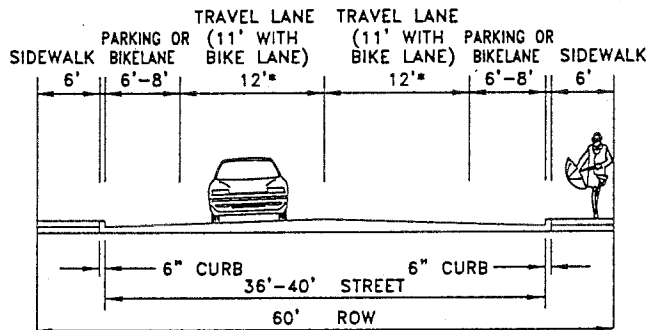 TRAVEL LANE TRAVEL LANE
PARKING OR (11' WITH (11' WITH PARKING OR
SIDEWALK BIKELANE BIKE LANE) BIKE LANE) BIKELANE SIDEWALK
6' 6'-8' 12'* 12'* 6'-8' 6'
6" CURB 6" CURB
36'-40' STREET
60' ROW